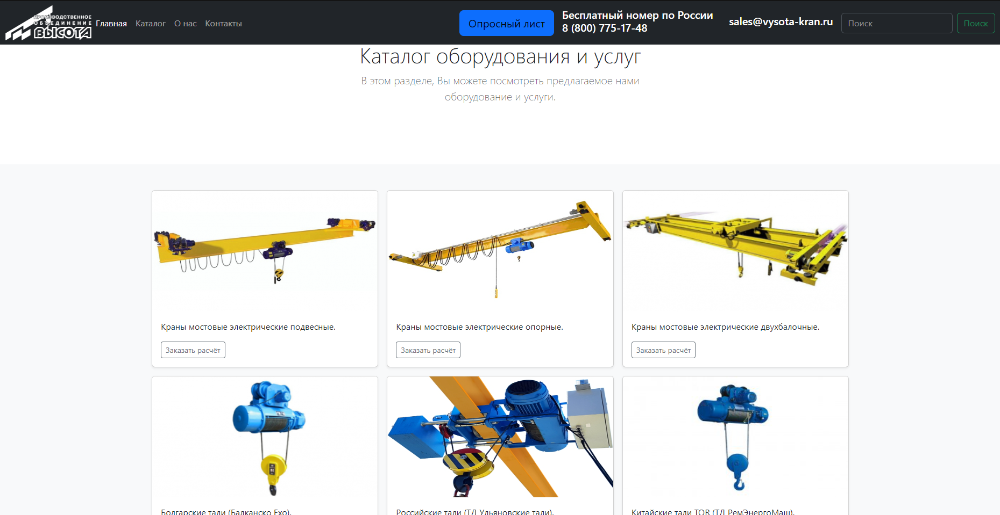 ПРОИЗВОДСТВЕННОЕ
ОБЪЕДИНЕНИЕ
ВЫСОТА
Главная
Каталог
О нас
Контакты
Опросный лист
Бесплатный номер по России
8 (800) 775-17-48
sales@vysota-kran.ru
Поиск
Поиск
Каталог оборудования и услуг
В этом разделе, Вы можете посмотреть предлагаемое нами
оборудование и услуги.
Краны мостовые электрические подвесные.
Краны мостовые электрические опорные.
Краны мостовые электрические двухбалочные.
Заказать расчёт
Заказать расчёт
Заказать расчёт
Болгарские тали (Балканско Ехо).
Российские тали (ТД Ульяновские тали).
Китайские тали TOR (ТД РемЭнергоМаш).